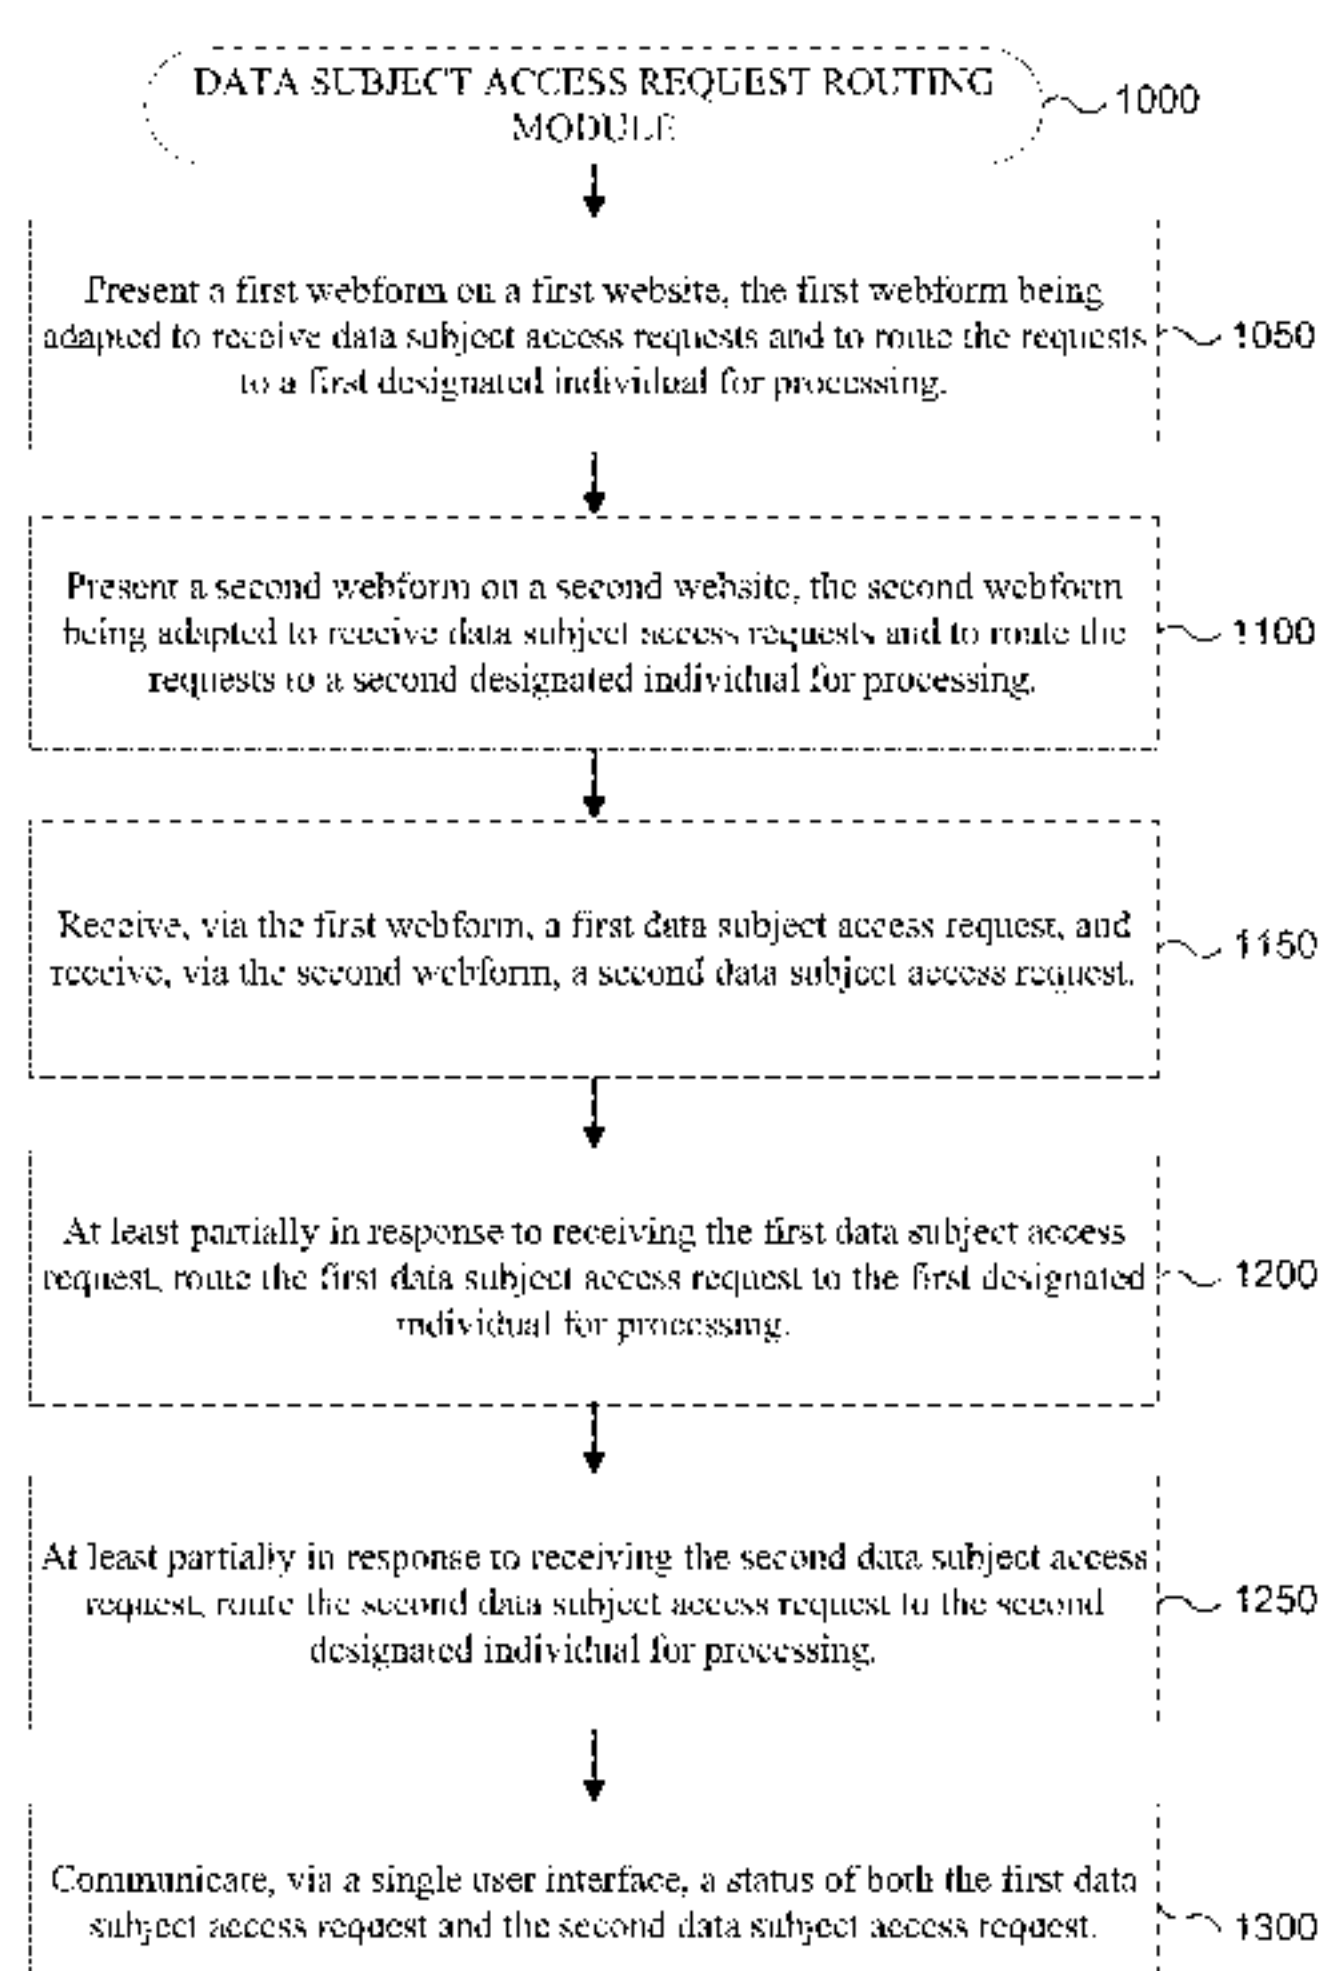 DATA SUBJECT ACCESS REQUEST ROUTING
MODULE
1000
Present a first webform on a first website, the first webform being
adapted to receive data subject access requests and to route the requests
to a first designated individual for processing.
1050
Present a second webform on a second website, the second webform
being adapted to receive data subject access requests and to route the
requests to a second designated individual for processing.
1100
Receive, via the first webform, a first data subject access request, and
receive, via the second webform, a second data subject access request.
1150
At least partially in response to receiving the first data subject access
request, route the first data subject access request to the first designated
individual for processing.
1200
At least partially in response to receiving the second data subject access
request, route the second data subject access request to the second
designated individual for processing.
1250
Communicate, via a single user interface, a status of both the first data
subject access request and the second data subject access request.
1300